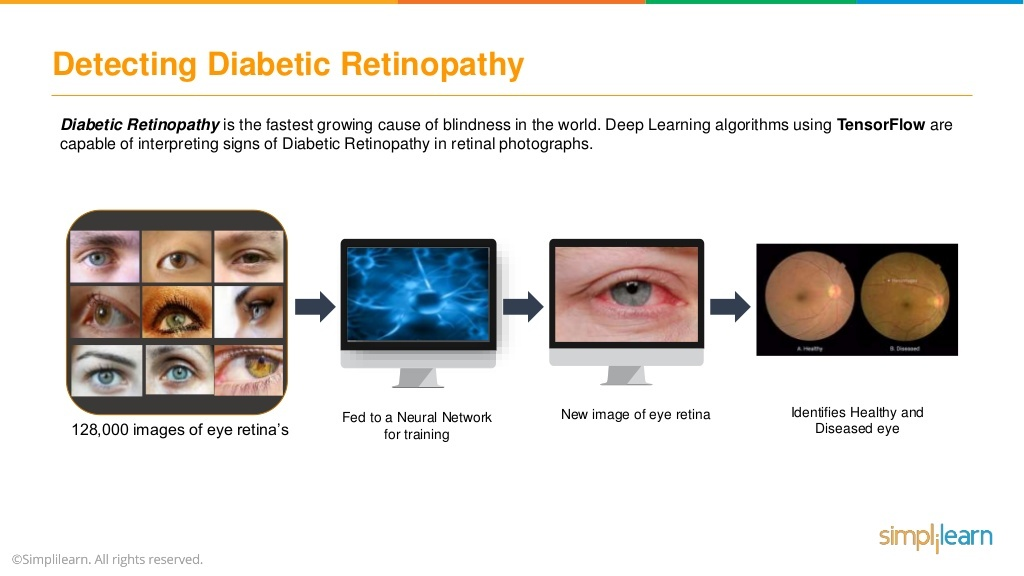 Detecting Diabetic Retinopathy
Diabetic Retinopathy is the fastest growing cause of blindness in the world. Deep Learning algorithms using TensorFlow are
capable of interpreting signs of Diabetic Retinopathy in retinal photographs.
128,000 images of eye retina’s
Fed to a Neural Network
for training
New image of eye retina
A. Healthy
B. Diseased
Identifies Healthy and
Diseased eye
simplilearn
©Simplilearn. All rights reserved.